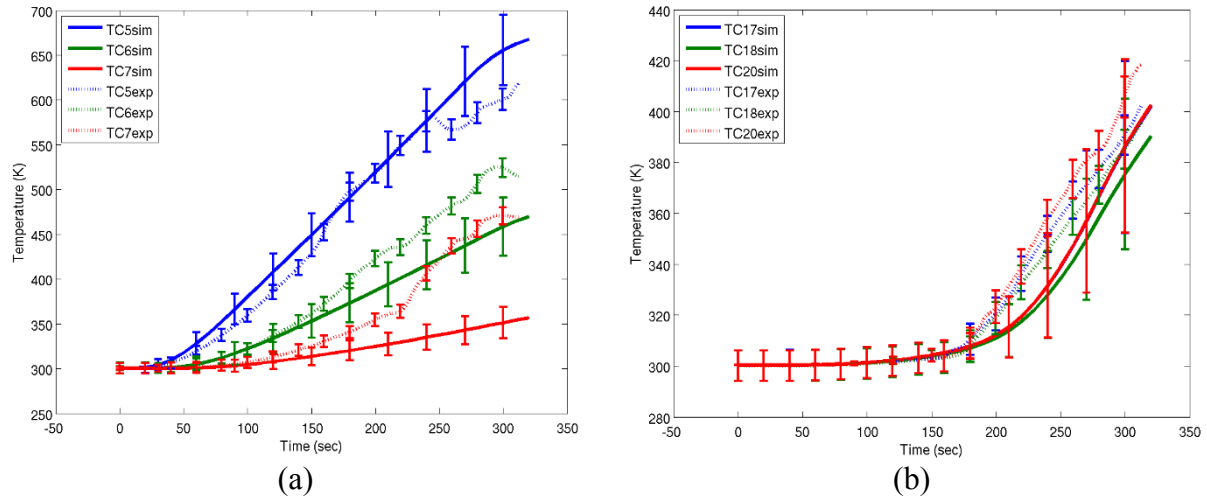 700
650
600
550
500
450
400
350
300
250
-50 0 50 100 150 200 250 300 350
Temperature (K)
Time (sec)
TC5sim
TC6sim
TC7sim
TC5exp
TC6exp
TC7exp
(a)
440
420
400
380
360
340
320
300
280
-50 0 50 100 150 200 250 300 350
Temperature (K)
Time (sec)
TC17sim
TC18sim
TC20sim
TC17exp
TC18exp
TC20exp
(b)